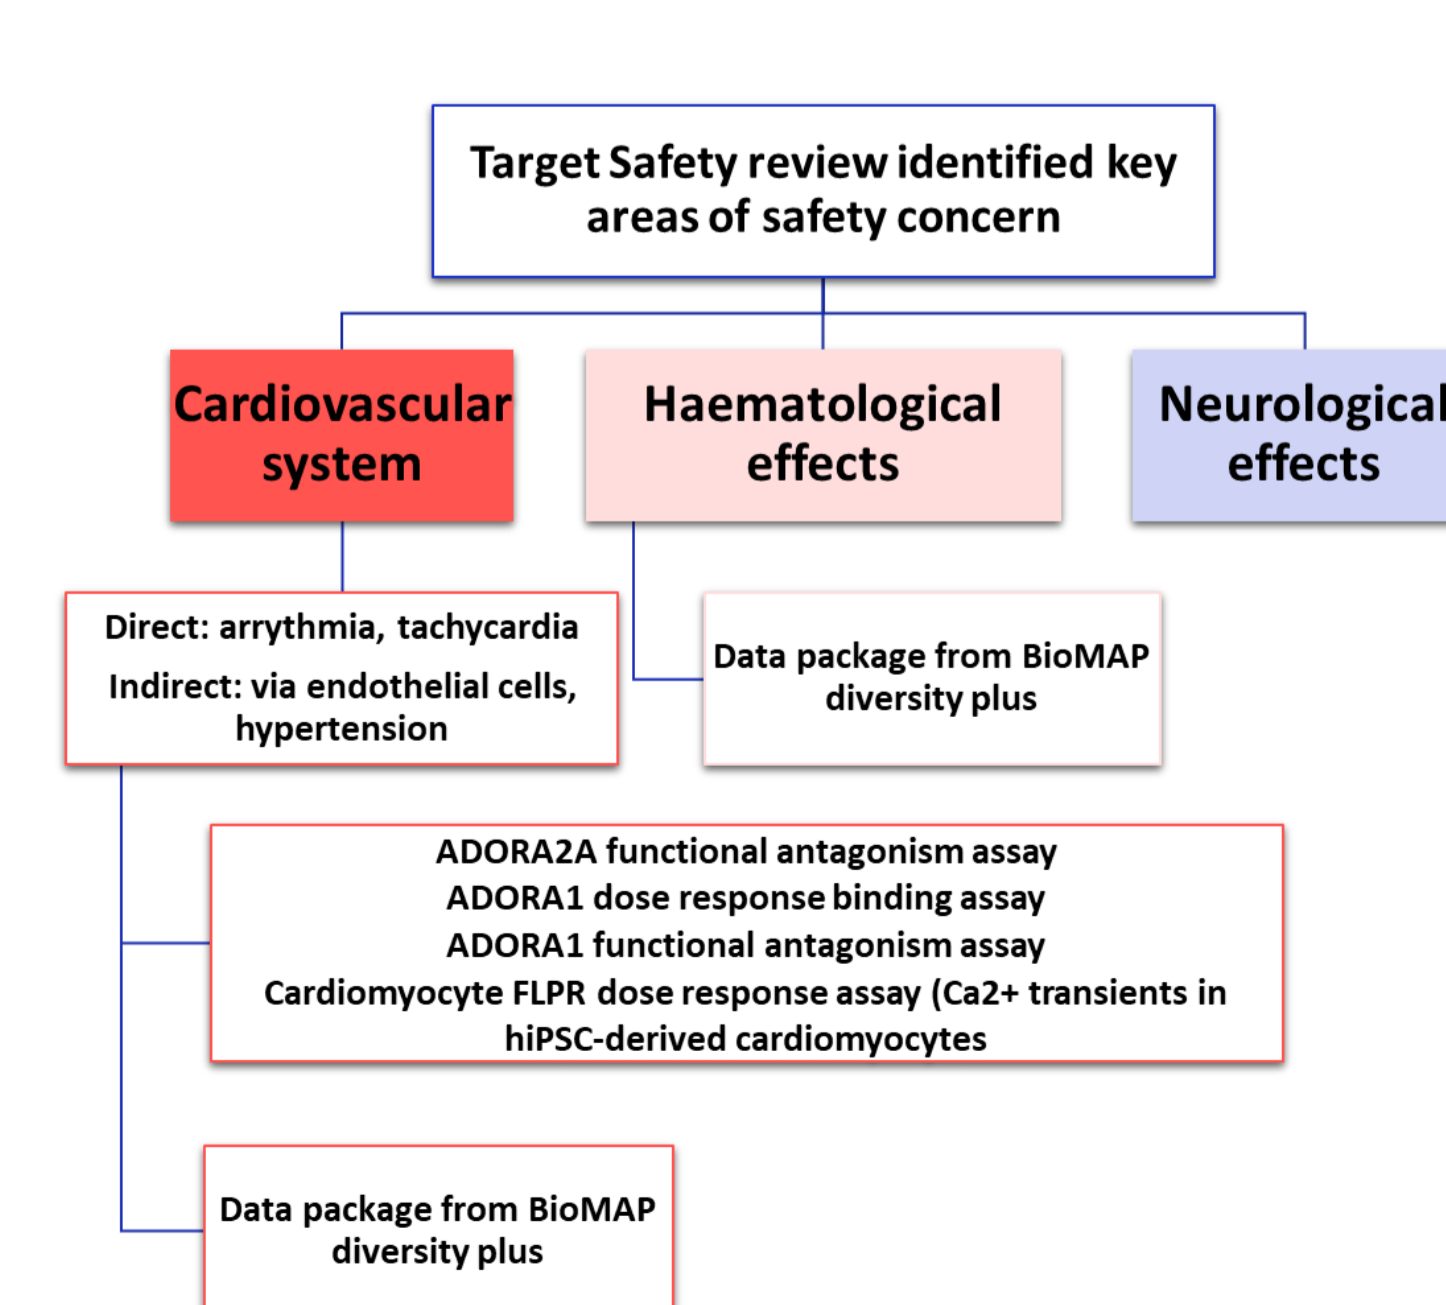 Target Safety review identified key
areas of safety concern
Cardiovascular
system
Haematological
effects
Neurological
effects
Direct: arrythmia, tachycardia
Indirect: via endothelial cells,
hypertension
Data package from BioMAP
diversity plus
ADORA2A functional antagonism assay
ADORA1 dose response binding assay
ADORA1 functional antagonism assay
Cardiomyocyte FLPR dose response assay (Ca2+ transients in
hiPSC-derived cardiomyocytes
Data package from BioMAP
diversity plus